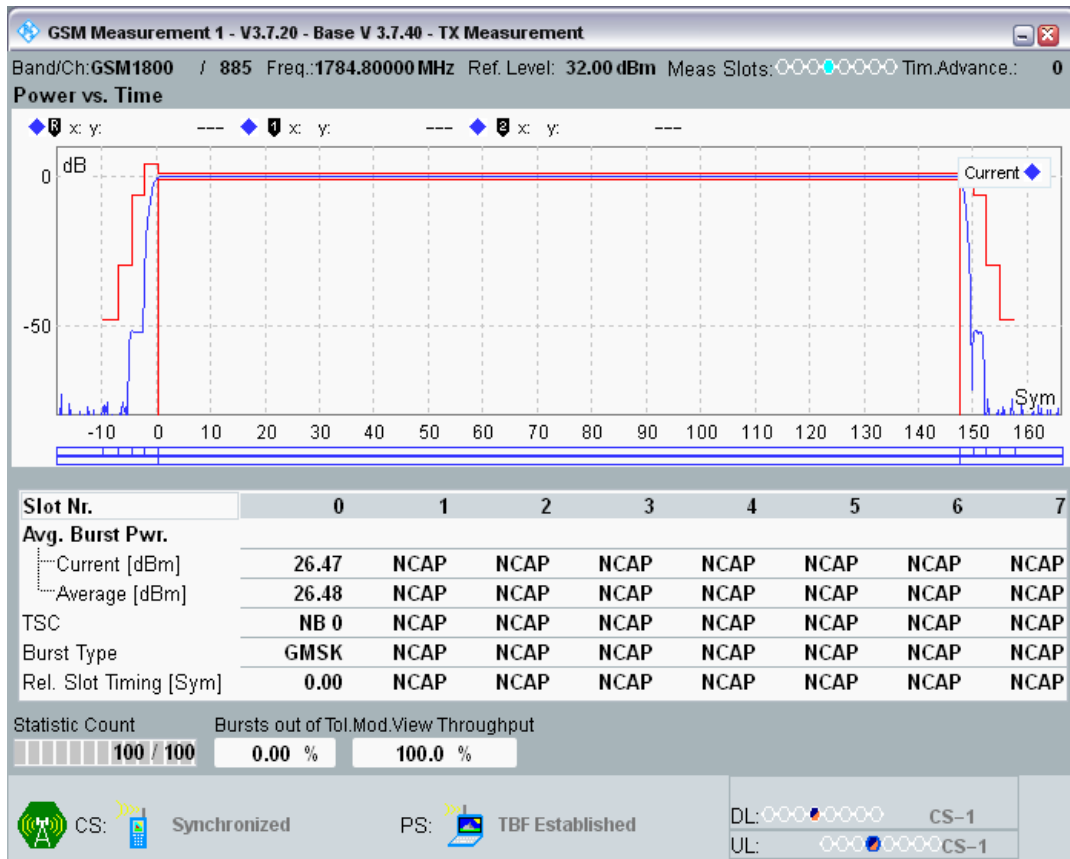 GSM Measurement 1 - V3.7.20 - Base V 3.7.40 - TX Measurement
Band/Ch:GSM1800 / 885 Freq.:1784.80000 MHz Ref. Level: 32.00 dBm Meas Slots: Tim.Advance.: 0
Power vs. Time
R x: y: --- 1 x: y: --- 2 x: y: ---
dB
Current
0
-50
Sym
-10 0 10 20 30 40 50 60 70 80 90 100 110 120 130 140 150 160
Slot Nr. 0 1 2 3 4 5 6 7
Avg. Burst Pwr.
Current [dBm] 26.47 NCAP NCAP NCAP NCAP NCAP NCAP NCAP
Average [dBm] 26.48 NCAP NCAP NCAP NCAP NCAP NCAP NCAP
TSC NB 0 NCAP NCAP NCAP NCAP NCAP NCAP NCAP
Burst Type GMSK NCAP NCAP NCAP NCAP NCAP NCAP NCAP
Rel. Slot Timing [Sym] 0.00 NCAP NCAP NCAP NCAP NCAP NCAP NCAP
Statistic Count Bursts out of Tol.Mod.View Throughput
100 / 100 0.00 % 100.0 %
CS: Synchronized PS: TBF Established
DL: CS-1
UL: CS-1